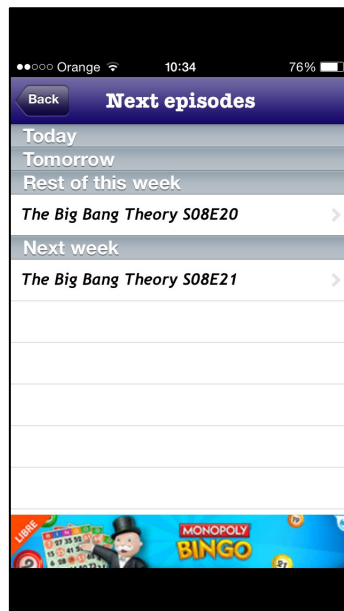 Orange 10:34 76%
Back Next episodes
Today
Tomorrow
Rest of this week
The Big Bang Theory S08E20
Next week
The Big Bang Theory S08E21
LIBRE
BINGO
MONOPOLY
BINGO